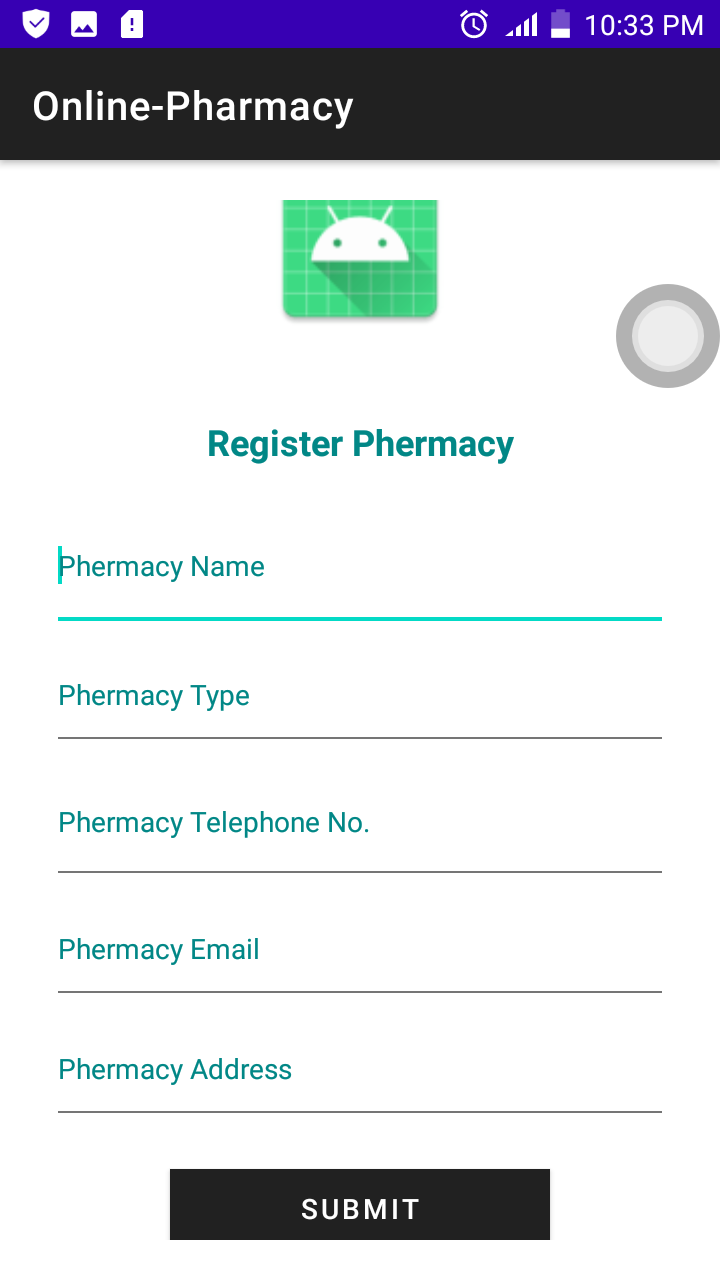 10:33 PM
Online-Pharmacy
Register Phermacy
Phermacy Name
Phermacy Type
Phermacy Telephone No.
Phermacy Email
Phermacy Address
SUBMIT